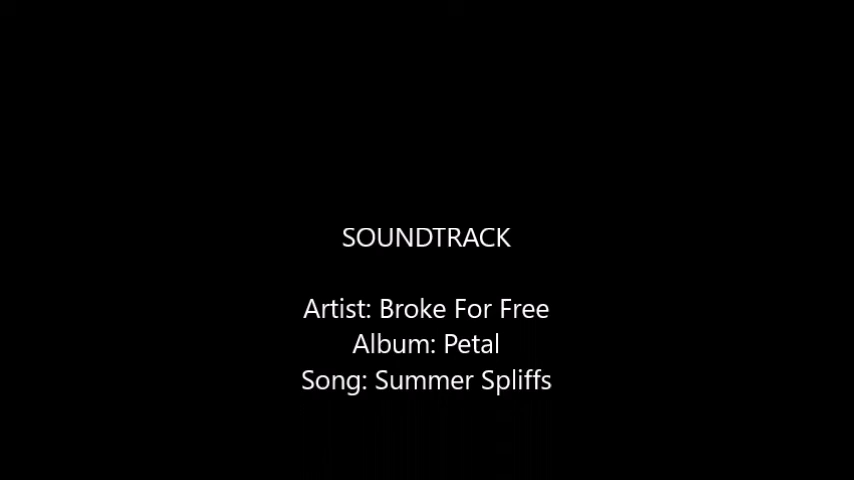 SOUNDTRACK
Artist: Broke For Free
Album: Petal
Song: Summer Spliffs